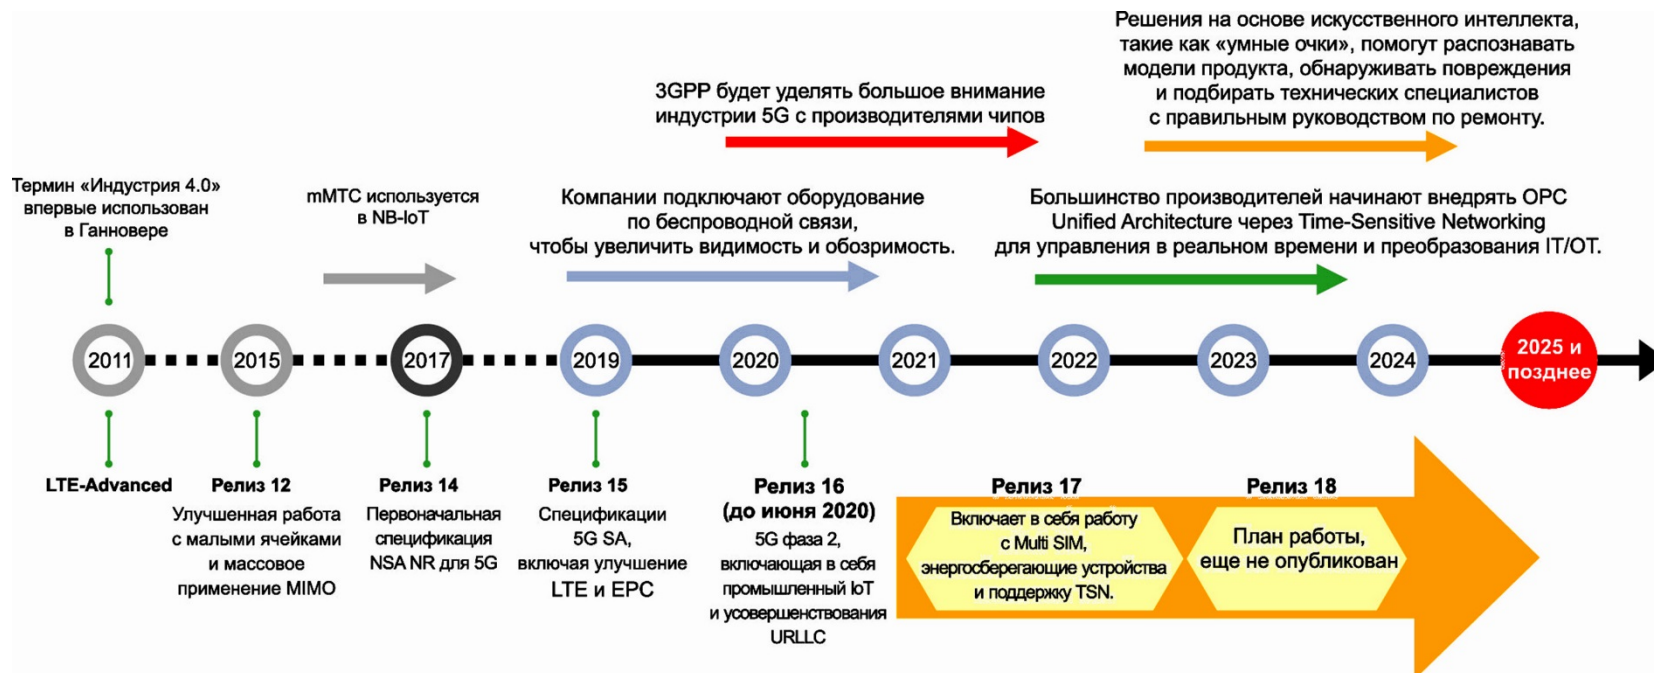 Решения на основе искусственного интеллекта,
такие как «умные очки», помогут распознавать
модели продукта, обнаруживать повреждения
и подбирать технических специалистов
с правильным руководством по ремонту.
3GPP будет уделять большое внимание
индустрии 5G с производителями чипов
Термин «Индустрия 4.0»
впервые использован
в Ганновере
mMTC используется
в NB-IoT
Компании подключают оборудование
по беспроводной связи,
чтобы увеличить видимость и обозримость.
Большинство производителей начинают внедрять OPC
Unified Architecture через Time-Sensitive Networking
для управления в реальном времени и преобразования IT/OT.
2011
2015
2017
2019
2020
2021
2022
2023
2024
2025 и
позднее
LTE-Advanced
Релиз 12
Улучшенная работа
с малыми ячейками
и массовое
применение MIMO
Релиз 14
Первоначальная
спецификация
NSA NR для 5G
Релиз 15
Спецификации
5G SA,
включая улучшение
LTE и EPC
Релиз 16
(до июня 2020)
5G фаза 2,
включающая в себя
промышленный IoT
и усовершенствования
URLLC
Релиз 17
Включает в себя работу
с Multi SIM,
энергосберегающие устройства
и поддержку TSN.
Релиз 18
План работы,
еще не опубликован